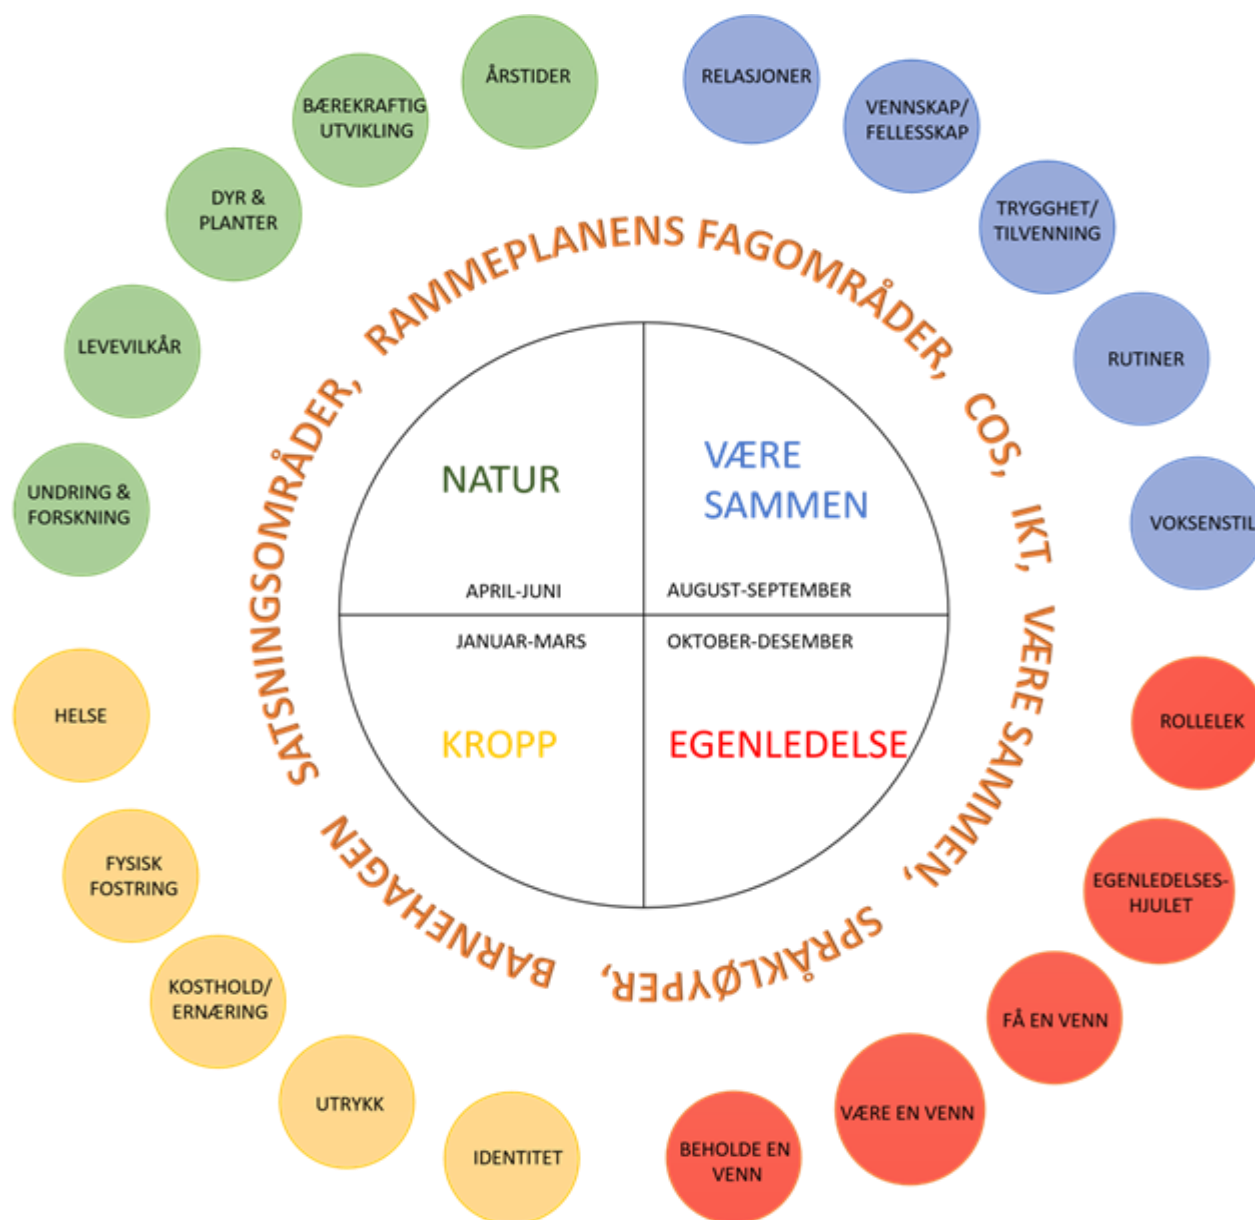 ÅRSTIDER
BÆREKRAFTIG
UTVIKLING
DYR &
PLANTER
LEVEVILKÅR
UNDRING &
FORSKNING
RELASJONER
VENNSKAP/
FELLESSKAP
TRYGGHET/
TILVENNING
RUTINER
VOKSENSTIL
RAMMEPLANENS FAGOMRÅDER, COS, IKT, VÆRE SAMMEN, SPRÅKLØYPER, BARNEHAGEN SATSNINGSOMRÅDER,
NATUR
APRIL-JUNI
VÆRE
SAMMEN
AUGUST-SEPTEMBER
JANUAR-MARS
KROPP
OKTOBER-DESEMBER
EGENLEDELSE
HELSE
FYSISK
FOSTRING
KOSTHOLD/
ERNÆRING
UTRYKK
IDENTITET
ROLLELEK
EGENLEDELSES-
HJULET
FÅ EN VENN
VÆRE EN VENN
BEHOLDE EN
VENN